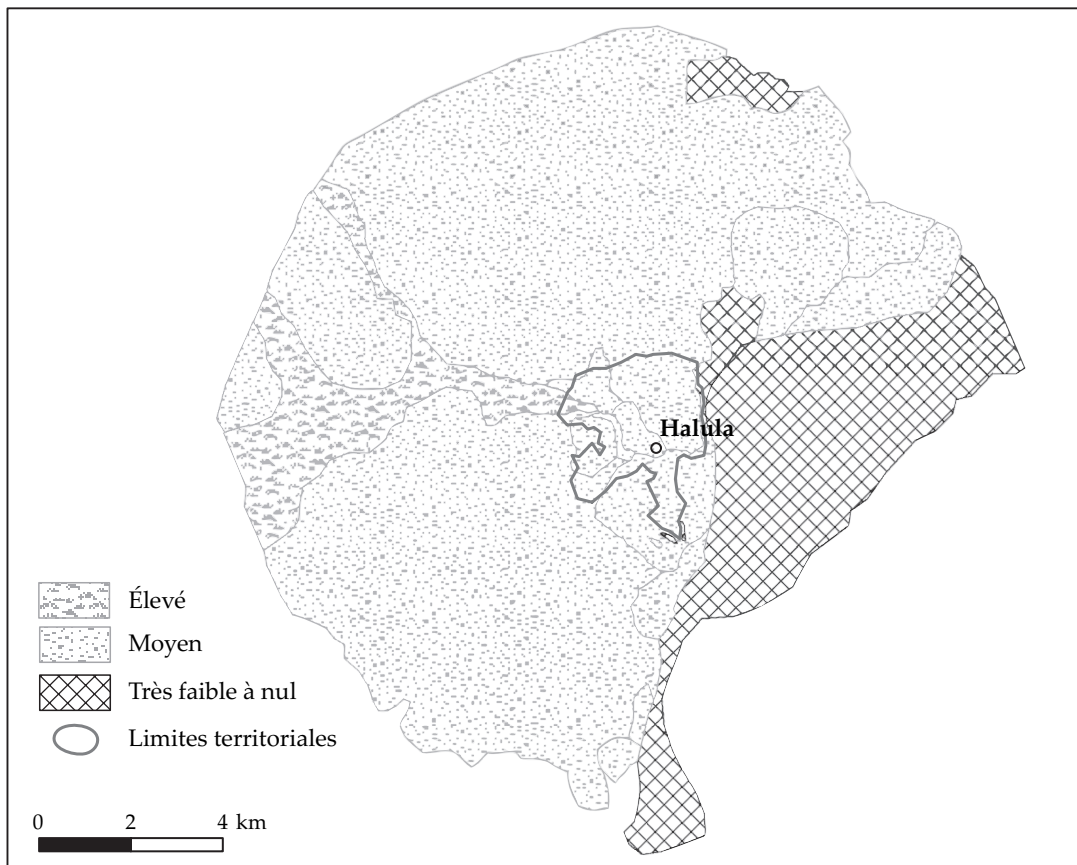 Halula
Élevé
Moyen
Très faible à nul
Limites territoriales
0 2 4 km